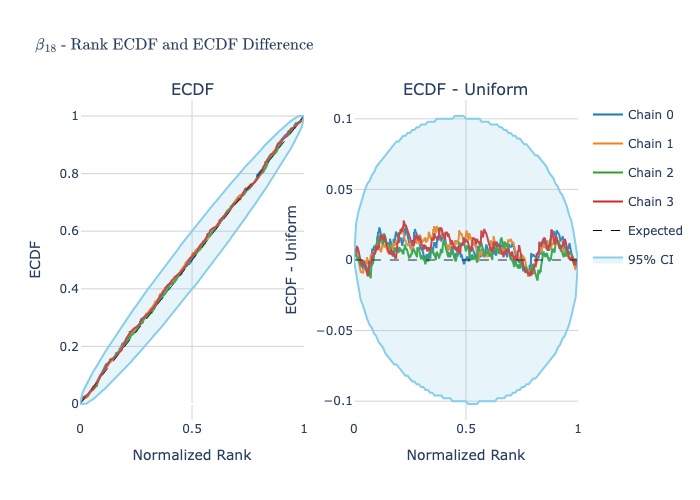 β₁₈ - Rank ECDF and ECDF Difference
ECDF
ECDF - Uniform
1
0.8
0.6
0.4
0.2
0
ECDF
0
0.5
1
Normalized Rank
0.1
0.05
0
−0.05
−0.1
ECDF - Uniform
0
0.5
1
Normalized Rank
Chain 0
Chain 1
Chain 2
Chain 3
Expected
95% CI